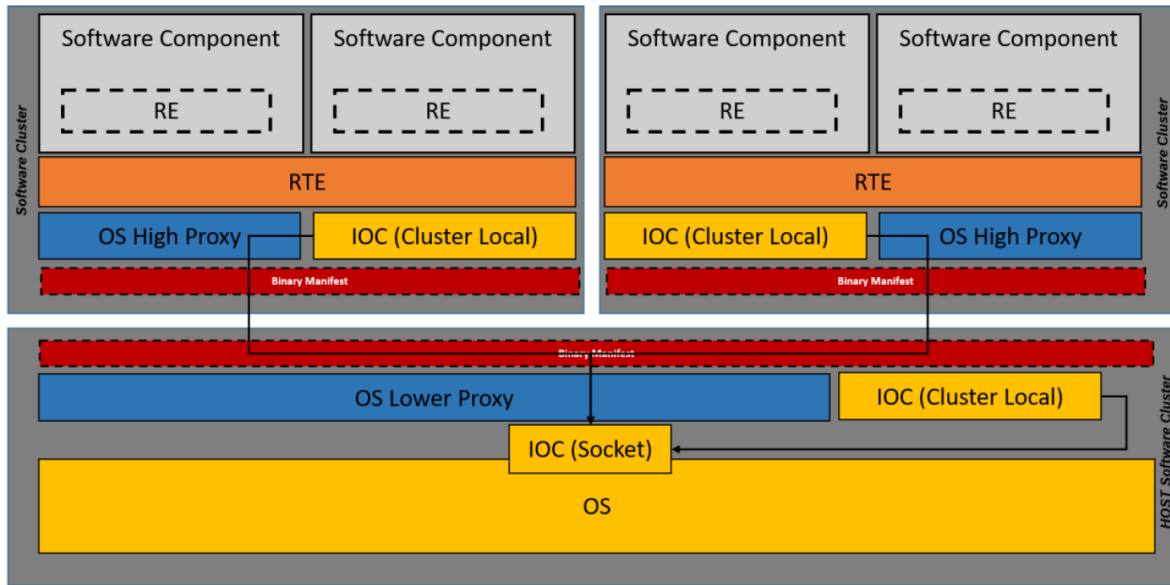 Software Cluster
Software Component
RE
Software Component
RE
RTE
OS High Proxy
IOC (Cluster Local)
Binary Manifest
Software Component
RE
Software Component
RE
RTE
IOC (Cluster Local)
OS High Proxy
Binary Manifest
Software Cluster
Binary Manifest
OS Lower Proxy
IOC (Cluster Local)
IOC (Socket)
OS
HOST Software Cluster